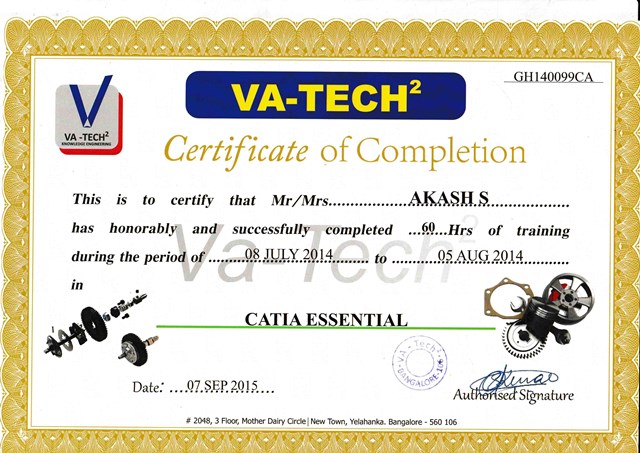 GH140099CA
VA-TECH²
VA -TECH²
KNOWLEDGE ENGINEERING
Certificate of Completion
This is to certify that Mr/Mrs.....................AKASH S.....................
has honorably and successfully completed ...60...Hrs of training
during the period of ........08 JULY 2014........ to ..........05 AUG 2014..........
in
Va-Tech²
CATIA ESSENTIAL
VA - Tech²
BANGALORE-106
Date: ....07 SEP 2015....
Authorised Signature
# 2048, 3 Floor, Mother Dairy Circle, New Town, Yelahanka. Bangalore - 560 106